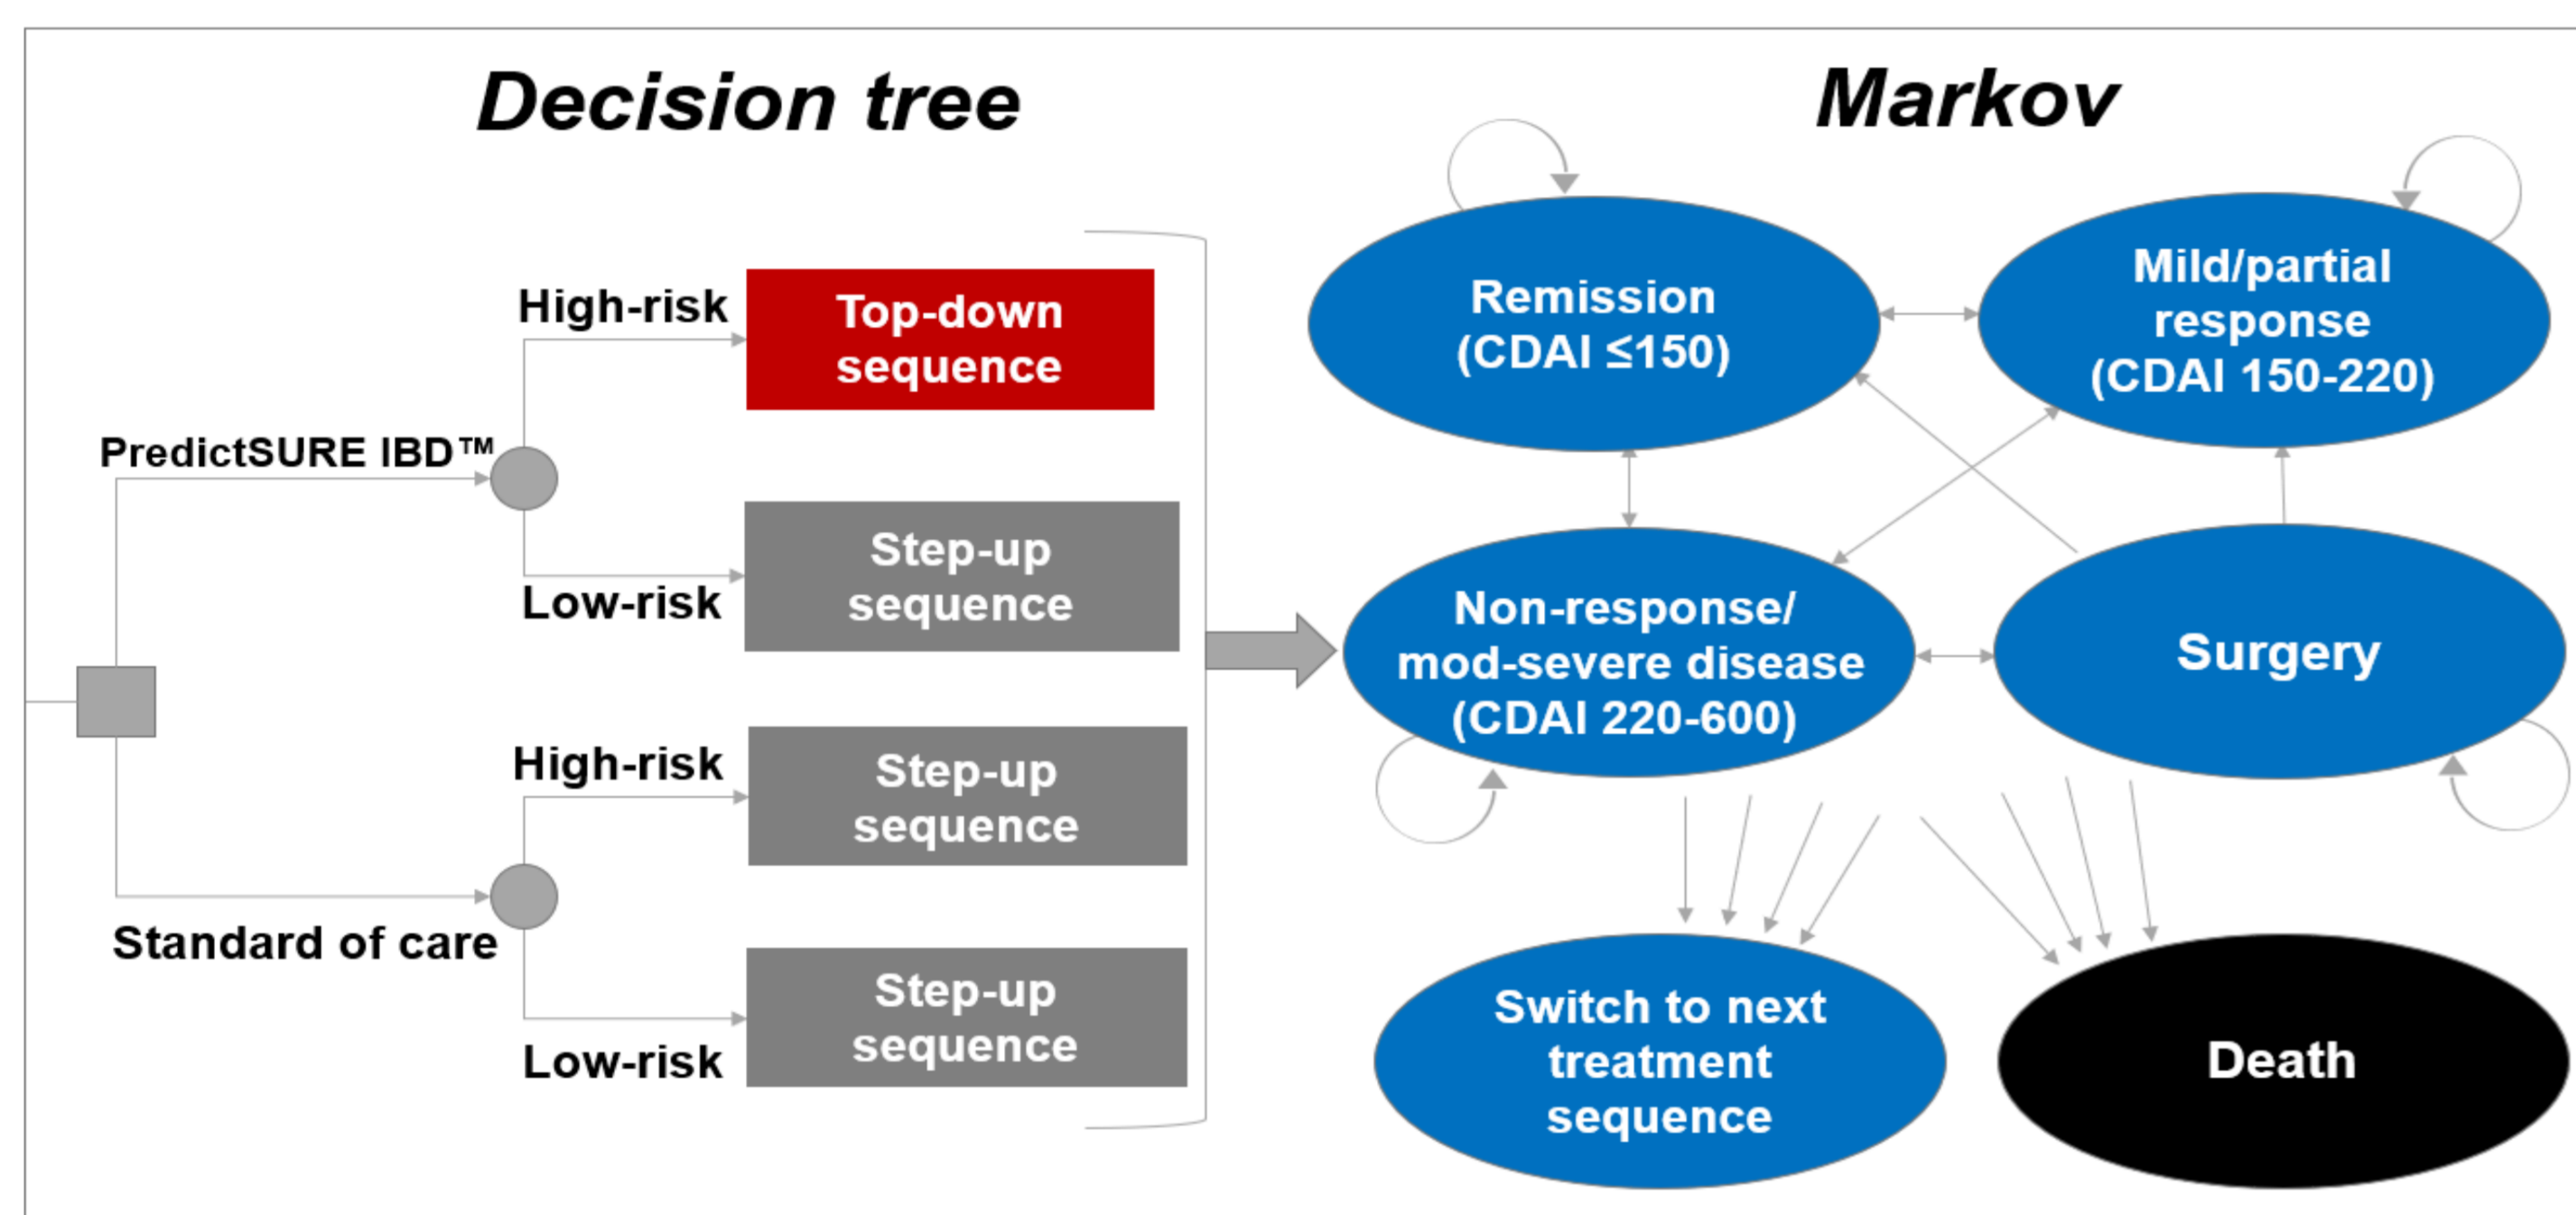 Decision tree
Markov
High-risk
Top-down
sequence
PredictSURE IBD™
Low-risk
Step-up
sequence
Standard of care
High-risk
Step-up
sequence
Low-risk
Step-up
sequence
Remission
(CDAI ≤150)
Mild/partial
response
(CDAI 150-220)
Non-response/
mod-severe disease
(CDAI 220-600)
Surgery
Switch to next
treatment
sequence
Death